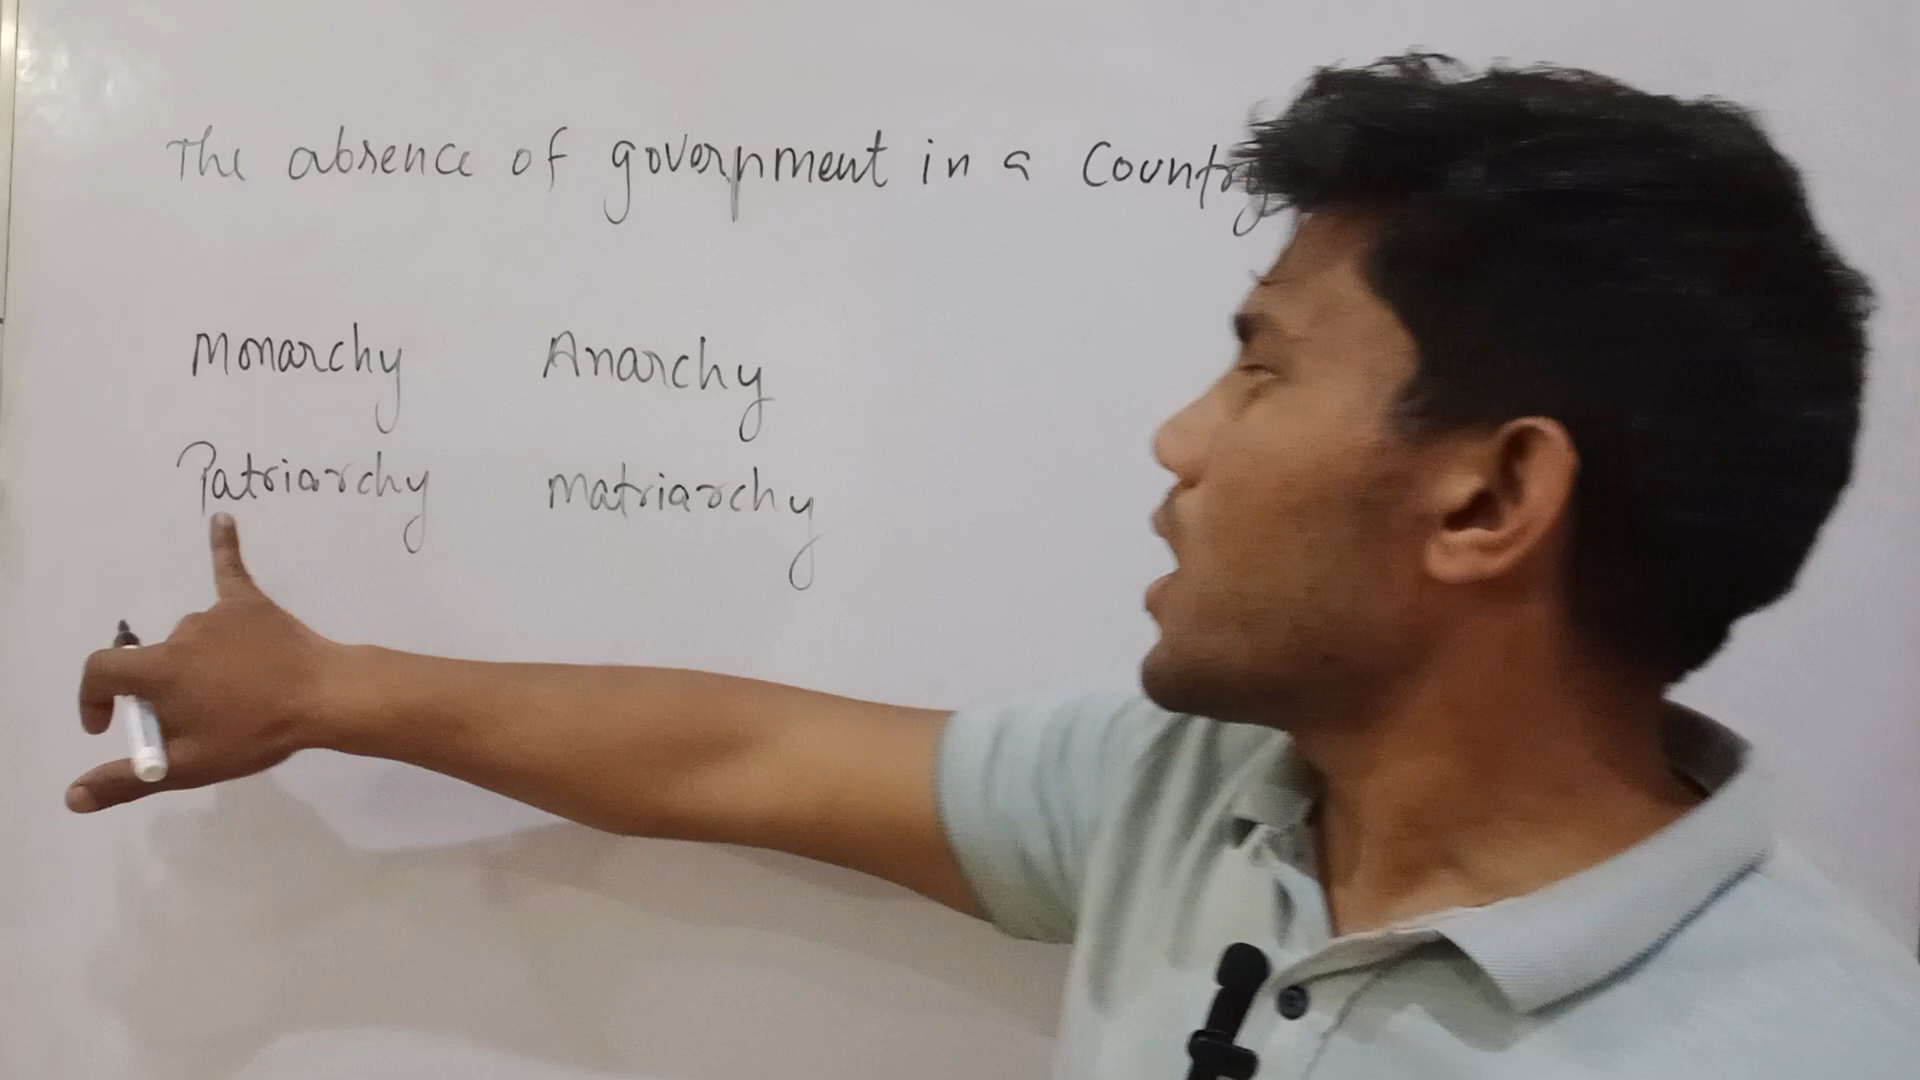 The absence of government in a Country
Monarchy Anarchy
Patriarchy matriarchy